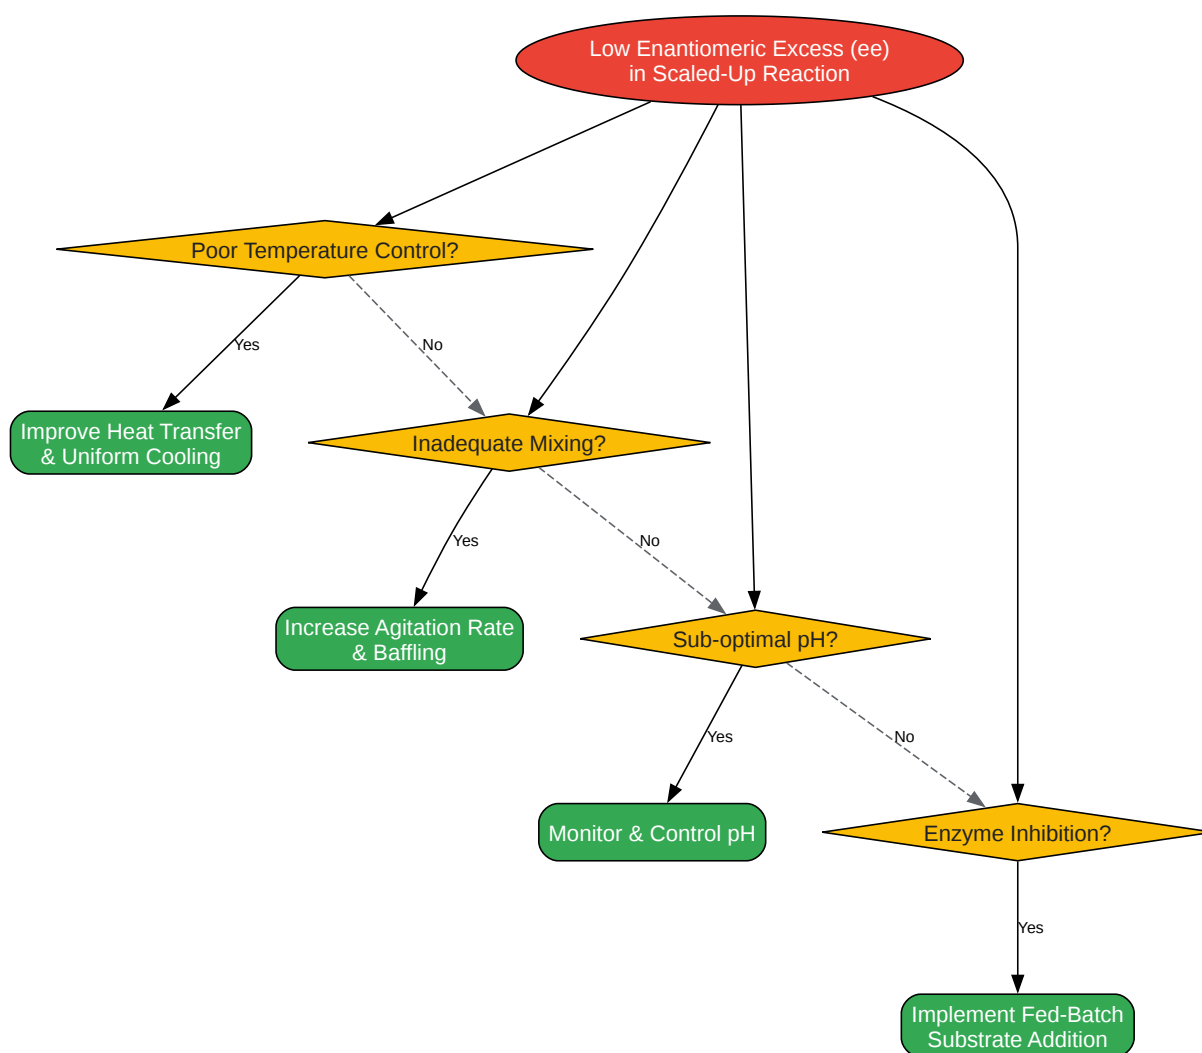 Low Enantiomeric Excess (ee)
in Scaled-Up Reaction
Poor Temperature Control?
Yes
No
Improve Heat Transfer
& Uniform Cooling
Inadequate Mixing?
Yes
No
Increase Agitation Rate
& Baffling
Sub-optimal pH?
Yes
No
Monitor & Control pH
Enzyme Inhibition?
Yes
Implement Fed-Batch
Substrate Addition